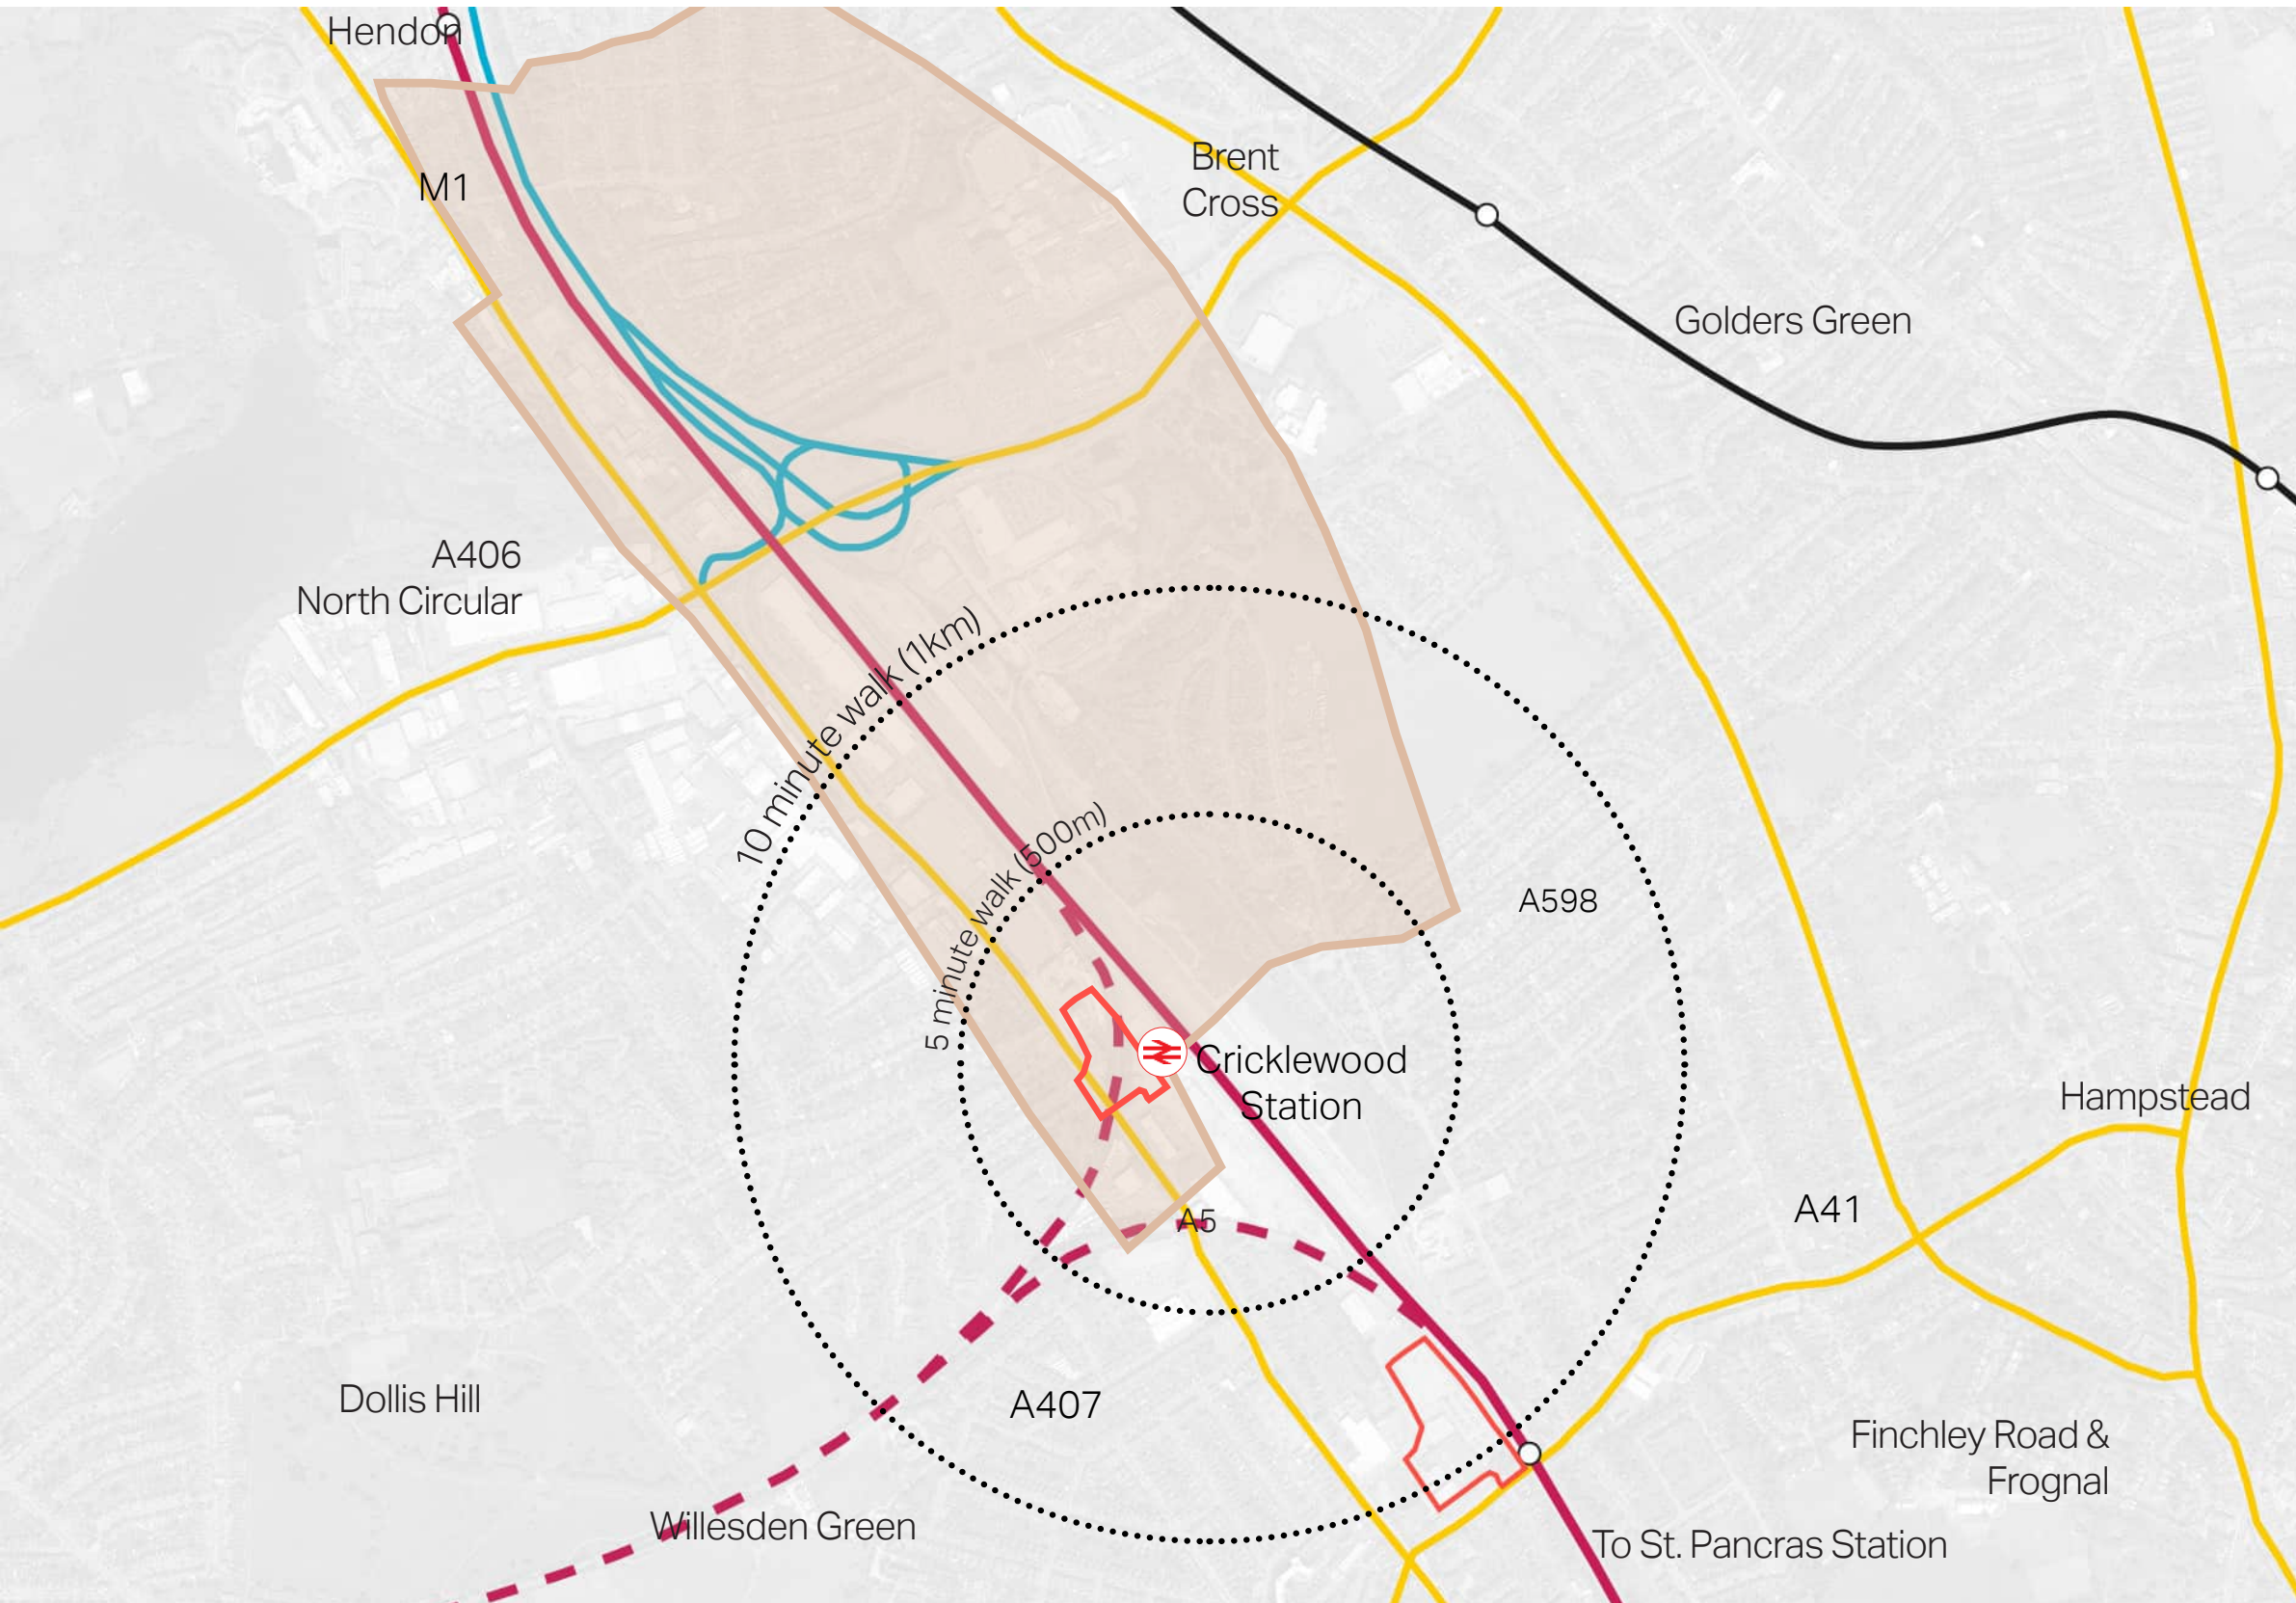 Hendon
M1
Brent
Cross
Golders Green
A406
North Circular
10 minute walk (1km)
5 minute walk (500m)
A598
Cricklewood
Station
Hampstead
A5
A41
Dollis Hill
A407
Finchley Road &
Frognal
Willesden Green
To St. Pancras Station